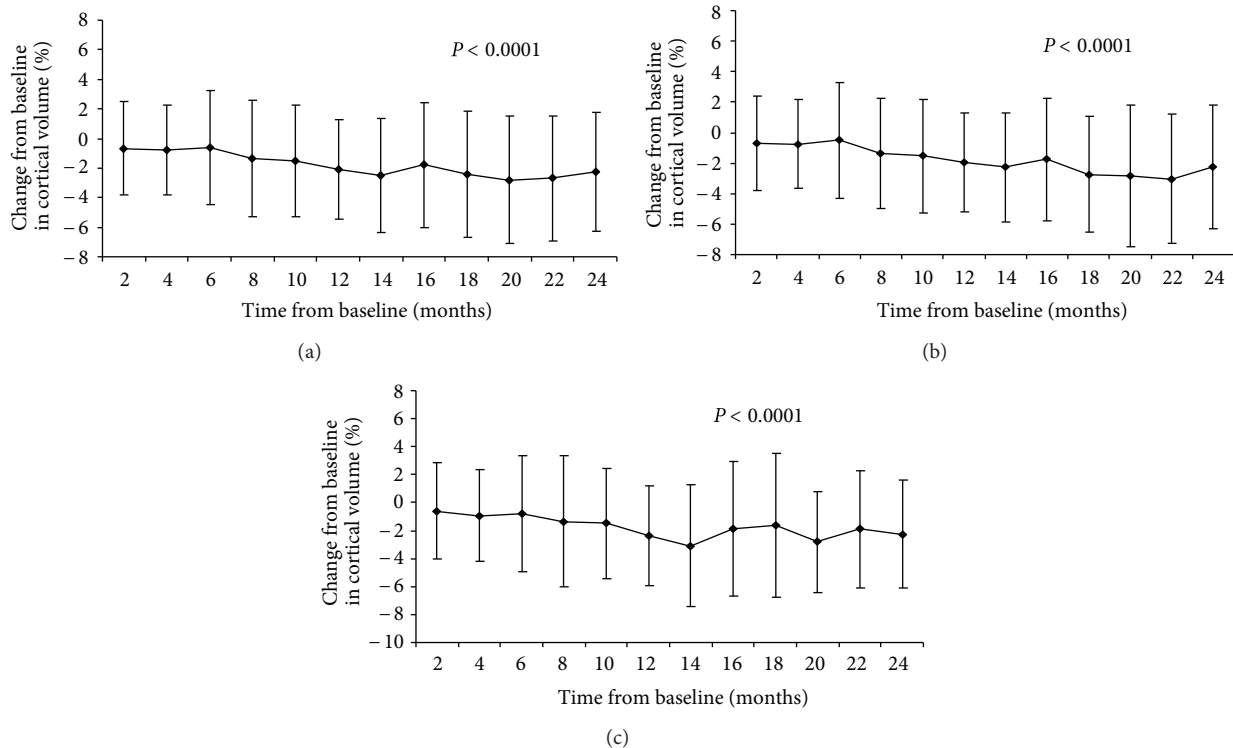 8
6
4
2
0
−2
−4
−6
−8
Change from baseline
in cortical volume (%)
P < 0.0001
2 4 6 8 10 12 14 16 18 20 22 24
Time from baseline (months)
(a)
8
6
4
2
0
−2
−4
−6
−8
Change from baseline
in cortical volume (%)
P < 0.0001
2 4 6 8 10 12 14 16 18 20 22 24
Time from baseline (months)
(b)
8
6
4
2
0
−2
−4
−6
−8
−10
Change from baseline
in cortical volume (%)
P < 0.0001
2 4 6 8 10 12 14 16 18 20 22 24
Time from baseline (months)
(c)